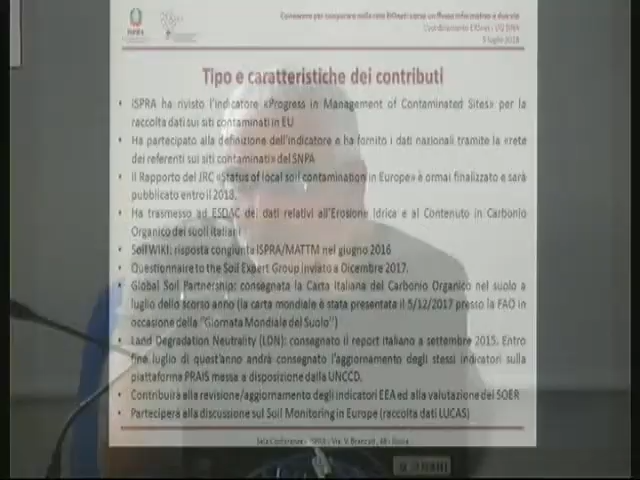 Conoscere per comunicare nella rete EIOnet: verso un flusso informativo a due vie
Coordinamento EIOnet -
5 luglio 2018
Tipo e caratteristiche dei contributi
• ISPRA ha rivisto l'indicatore «Progress in Management of Contaminated Sites» per la
raccolta dati sui siti contaminati in EU
• Ha partecipato alla definizione dell'indicatore e ha fornito i dati nazionali tramite la «rete
dei referenti sui siti contaminati» del SNPA
• Il Rapporto del JRC «Status of local soil contamination in Europe» è ormai finalizzato e sarà
pubblicato entro il 2018.
• Ha trasmesso ad ESDAC dei dati relativi all'Erosione Idrica e al Contenuto in Carbonio
Organico dei suoli italiani
• SoilWIKI: risposta congiunta ISPRA/MATTM nel giugno 2016
• Questionnaire to the Soil Expert Group inviato a Dicembre 2017.
• Global Soil Partnership: consegnata la Carta Italiana del Carbonio Organico nel suolo a
luglio dello scorso anno (la carta mondiale è stata presentata il 5/12/2017 presso la FAO in
occasione della "Giornata Mondiale del Suolo")
• Land Degradation Neutrality (LDN): consegnato il report italiano a settembre 2015. Entro
fine luglio di quest'anno andrà consegnato l'aggiornamento degli stessi indicatori sulla
piattaforma PRAIS messa a disposizione dalla UNCCD.
• Contribuirà alla revisione/aggiornamento degli indicatori EEA ed alla valutazione del SOER
• Parteciperà alla discussione sul Soil Monitoring in Europe (raccolta dati LUCAS)
Sala Conferenze - ISPRA - Via V. Brancati, 48 - Roma